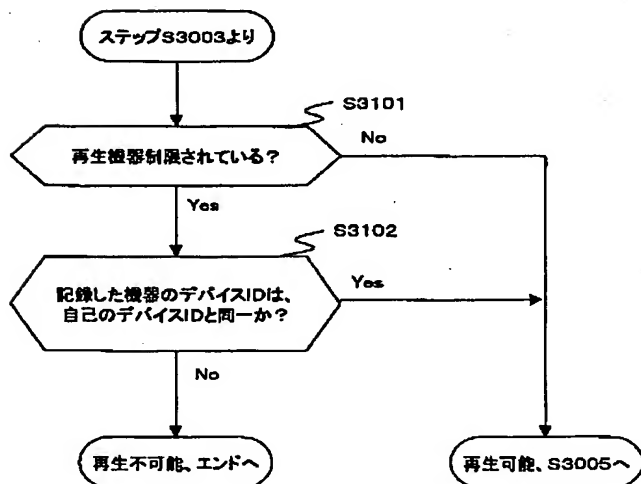 ステップS3003より
S3101
再生機器制限されている？
No
Yes
S3102
記録した機器のデバイスIDは、
自己のデバイスIDと同一か？
Yes
No
再生不可能、エンドへ
再生可能、S3005へ